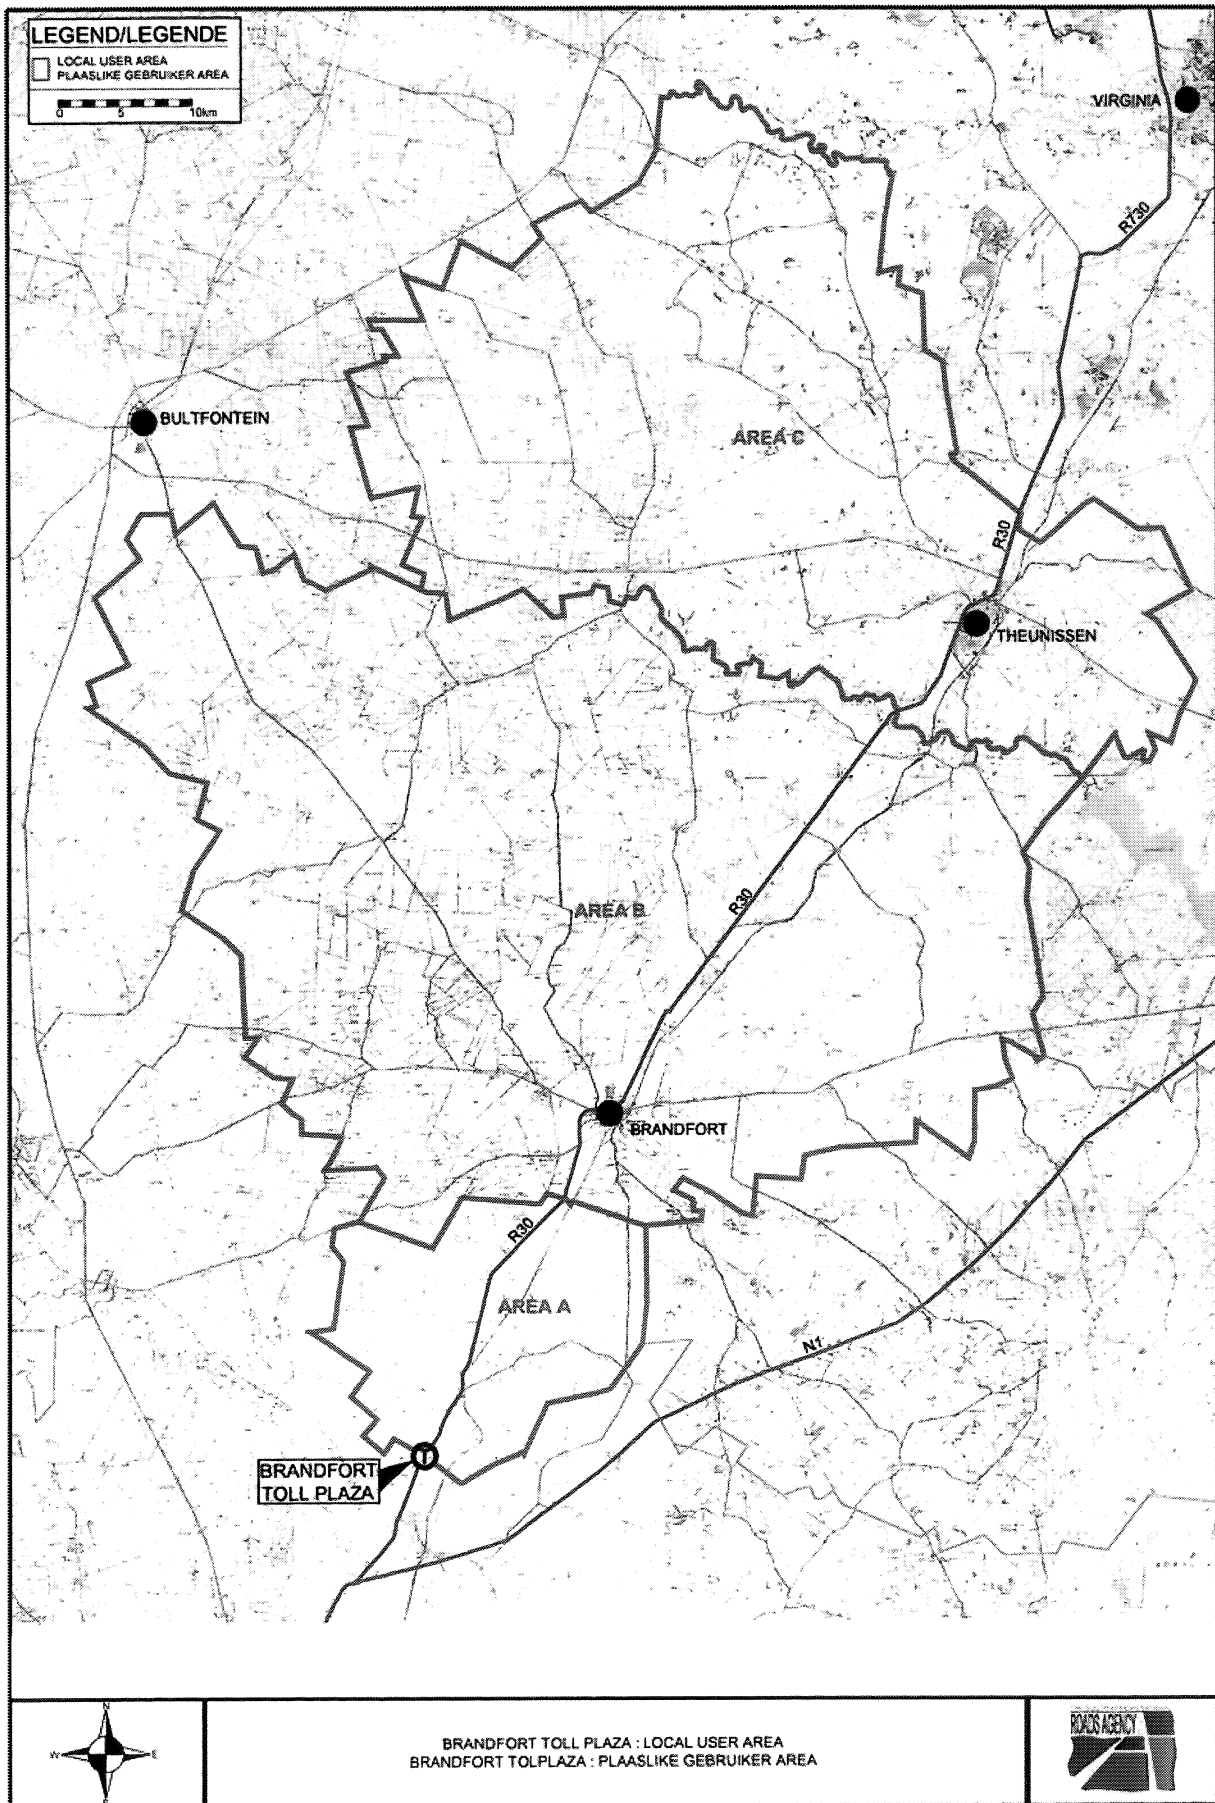 LEGEND/LEGENDE
LOCAL USER AREA
PLAASLIKE GEBRUIKER AREA
0 5 10km
VIRGINIA
R730
BULTFONTEIN
AREA C
R30
THEUNISSEN
R30
AREA B
BRANDFORT
R30
AREA A
N1
T
BRANDFORT
TOLL PLAZA
N
W E
S
BRANDFORT TOLL PLAZA : LOCAL USER AREA
BRANDFORT TOLPLAZA : PLAASLIKE GEBRUIKER AREA
ROADS AGENCY